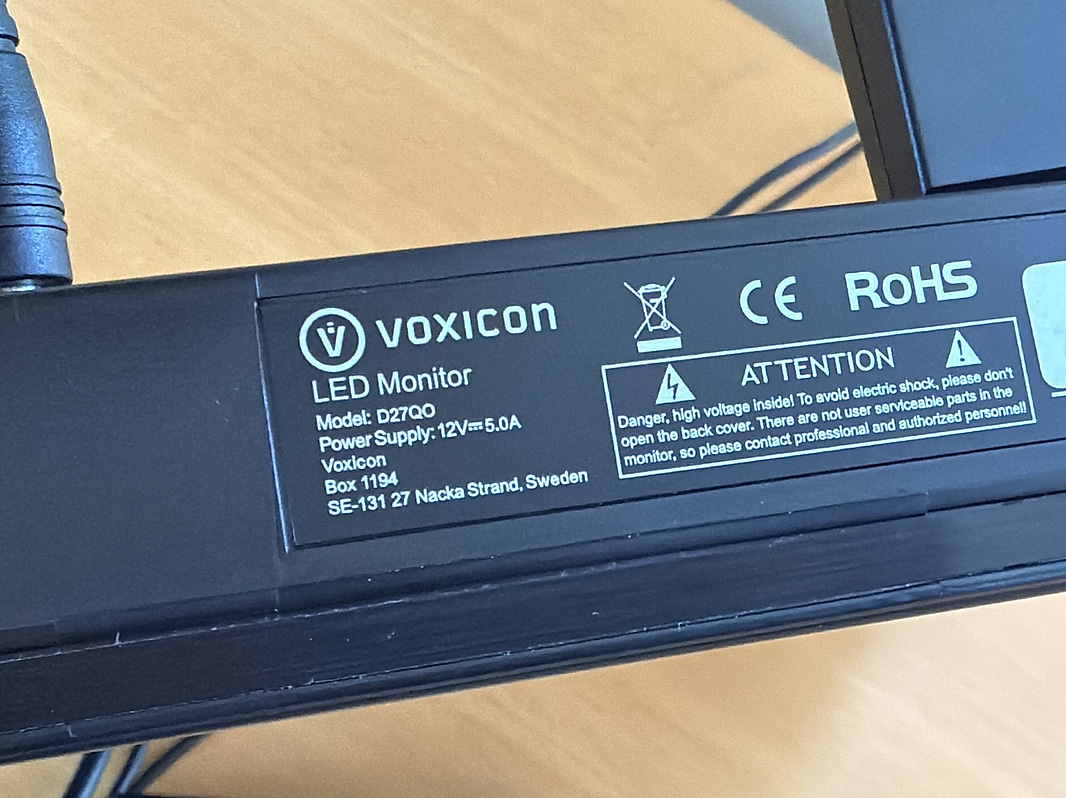 VOXICON
LED Monitor
Model: D27QO
Power Supply: 12V⎓5.0A
Voxicon
Box 1194
SE-131 27 Nacka Strand, Sweden
CE
RoHS
ATTENTION
Danger, high voltage inside! To avoid electric shock, please don't
open the back cover. There are not user serviceable parts in the
monitor, so please contact professional and authorized personnel!